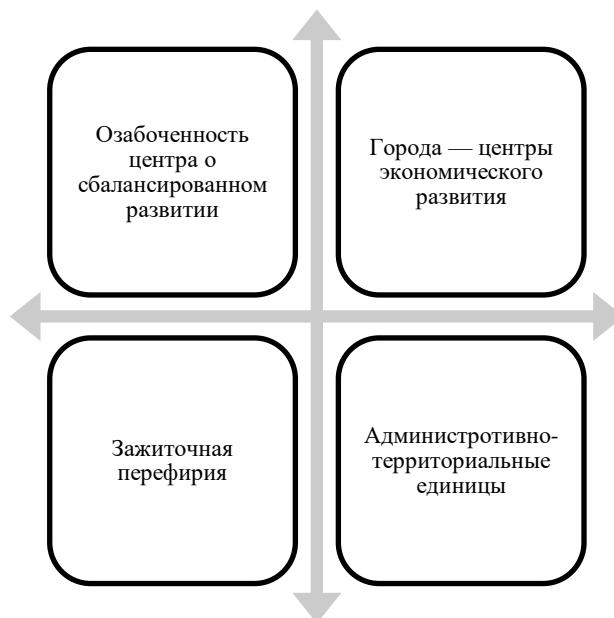 Озабоченность
центра о
сбалансированном
развитии
Города — центры
экономического
развития
Зажиточная
перефирия
Администротивно-
территориальные
единицы